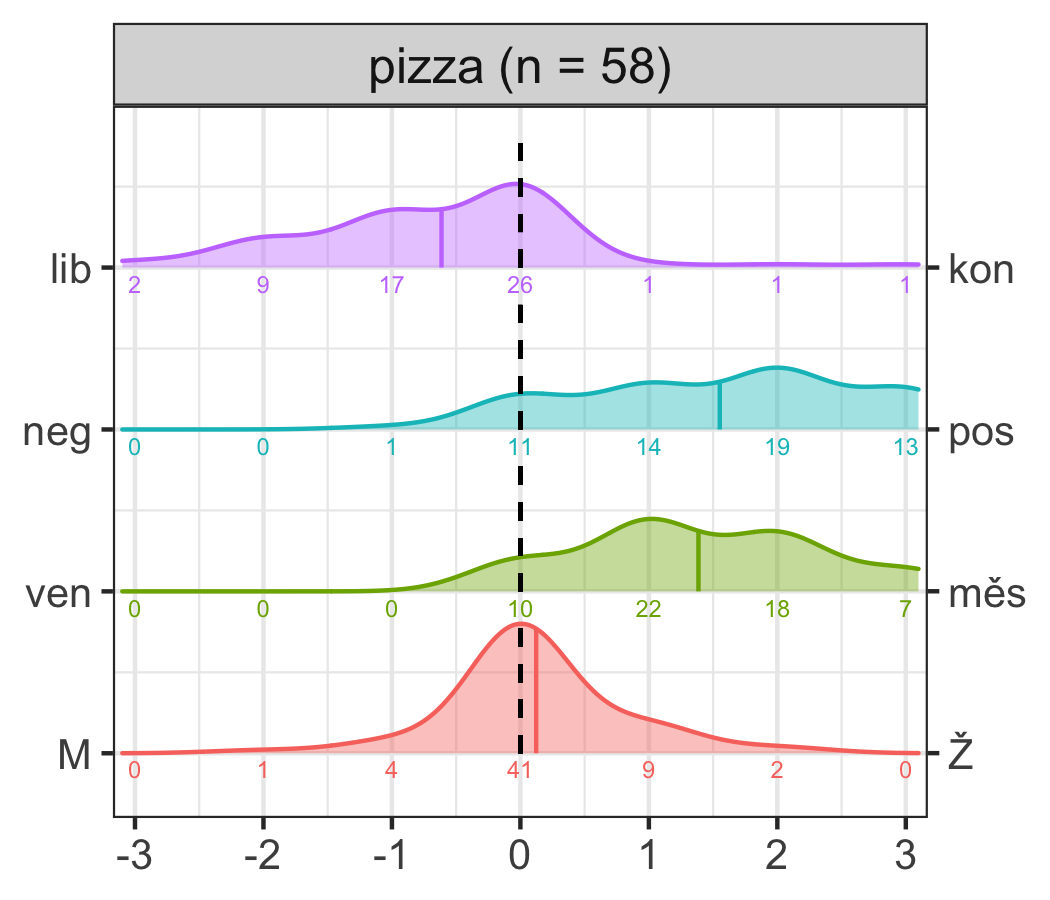 pizza (n = 58)
lib kon
2 9 17 26 1 1 1
neg pos
0 0 1 11 14 19 13
ven měs
0 0 0 10 22 18 7
M Ž
0 1 4 41 9 2 0
-3 -2 -1 0 1 2 3